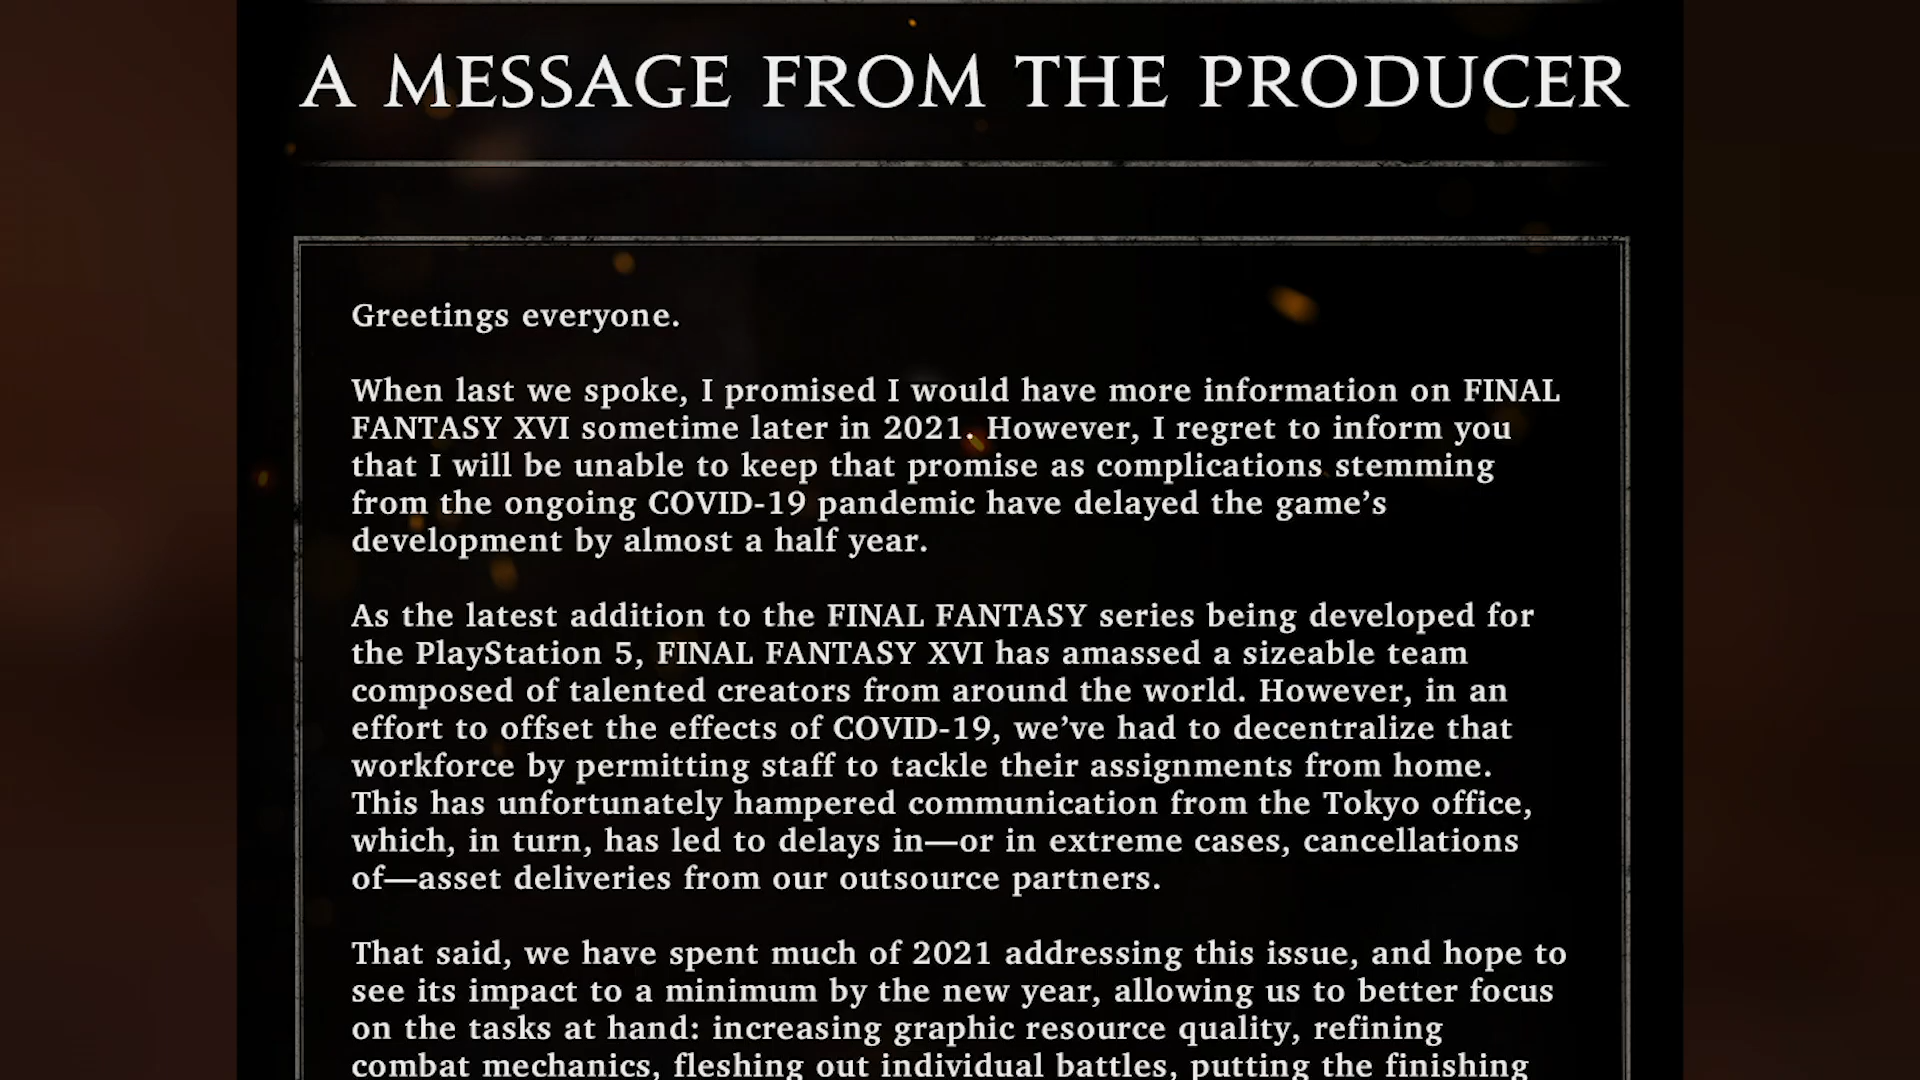 A MESSAGE FROM THE PRODUCER
Greetings everyone.
When last we spoke, I promised I would have more information on FINAL
FANTASY XVI sometime later in 2021. However, I regret to inform you
that I will be unable to keep that promise as complications stemming
from the ongoing COVID-19 pandemic have delayed the game’s
development by almost a half year.
As the latest addition to the FINAL FANTASY series being developed for
the PlayStation 5, FINAL FANTASY XVI has amassed a sizeable team
composed of talented creators from around the world. However, in an
effort to offset the effects of COVID-19, we’ve had to decentralize that
workforce by permitting staff to tackle their assignments from home.
This has unfortunately hampered communication from the Tokyo office,
which, in turn, has led to delays in—or in extreme cases, cancellations
of—asset deliveries from our outsource partners.
That said, we have spent much of 2021 addressing this issue, and hope to
see its impact to a minimum by the new year, allowing us to better focus
on the tasks at hand: increasing graphic resource quality, refining
combat mechanics, fleshing out individual battles, putting the finishing